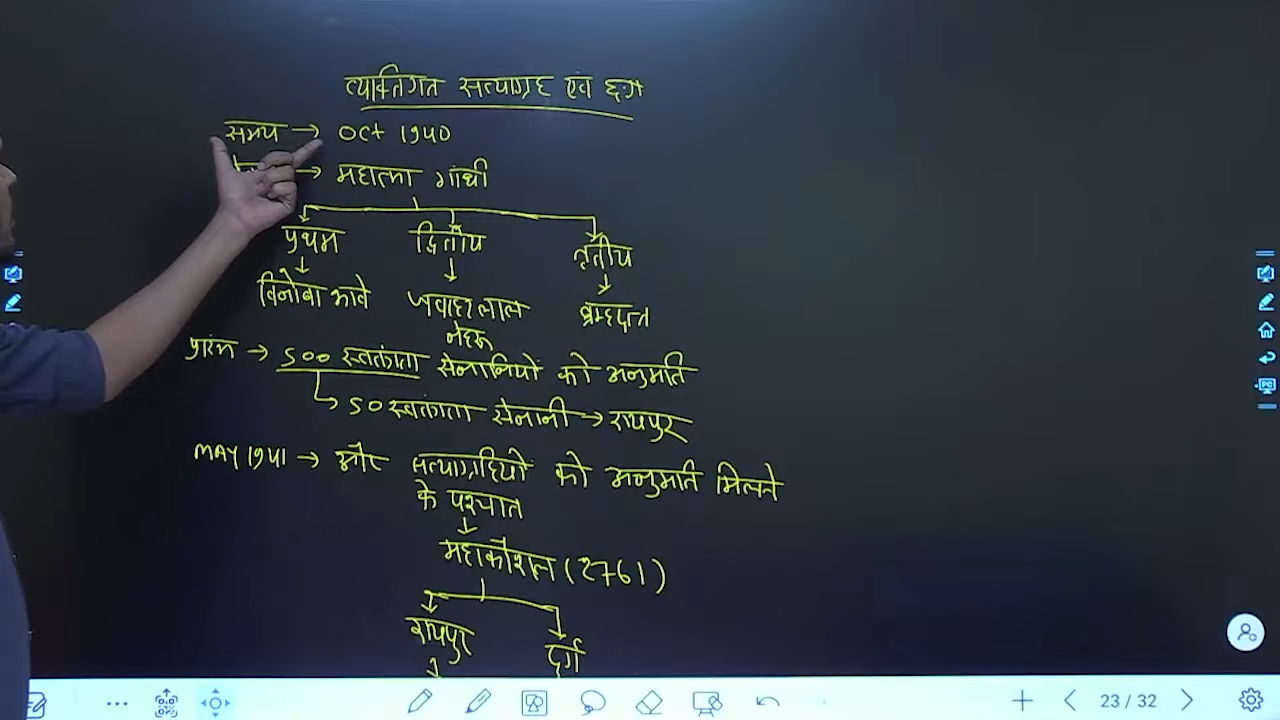 व्यक्तिगत सत्याग्रह एवं छ.ग
समय → Oct 1940
→ महात्मा गांधी
प्रथम द्वितीय तृतीय
विनोबा भावे जवाहर लाल नेहरू ब्रम्हदत्त
प्रारंभ → 500 स्वतंत्रता सेनानियों को अनुमति
50 स्वतंत्रता सेनानी → रायपुर
MAY 1941 → और सत्याग्रहियों को अनुमति मिलने
के पश्चात
महाकौशल (2761)
रायपुर दुर्ग
23 / 32